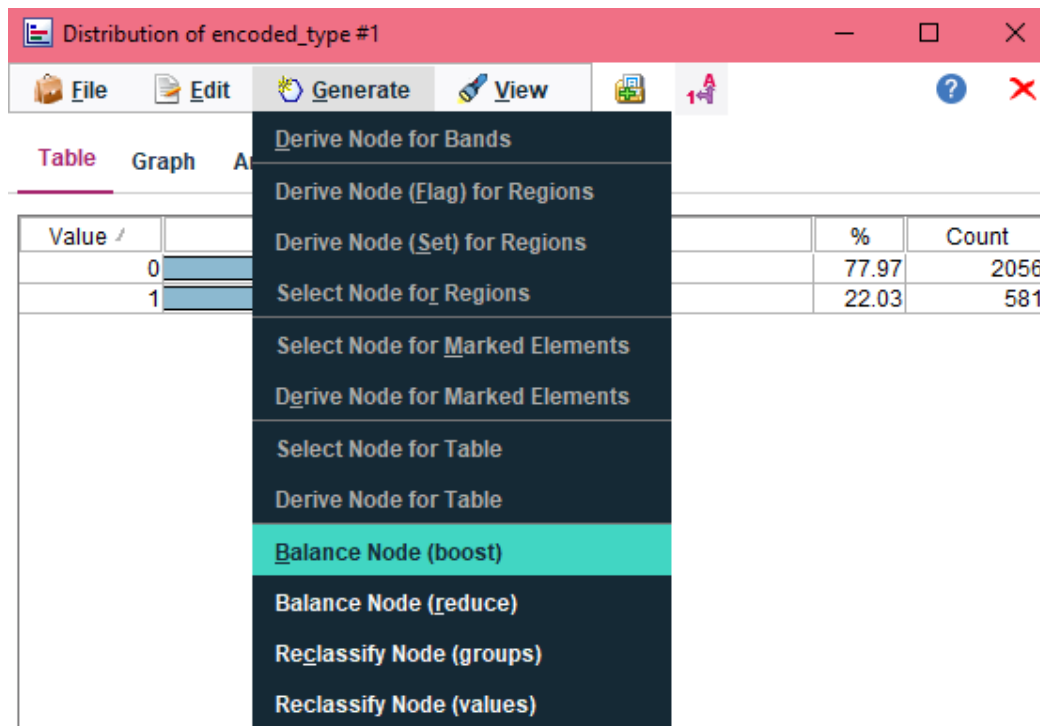 Distribution of encoded_type #1
File Edit Generate View
Table Graph
Derive Node for Bands
Derive Node (Flag) for Regions
Derive Node (Set) for Regions
Select Node for Regions
Select Node for Marked Elements
Derive Node for Marked Elements
Select Node for Table
Derive Node for Table
Balance Node (boost)
Balance Node (reduce)
Reclassify Node (groups)
Reclassify Node (values)
Value % Count
0 77.97 2056
1 22.03 581